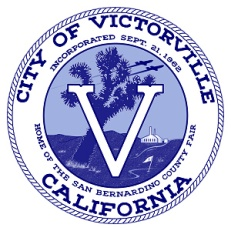 CITY OF VICTORVILLE
INCORPORATED SEPT. 21, 1962
V
HOME OF THE SAN BERNARDINO COUNTY FAIR
CALIFORNIA